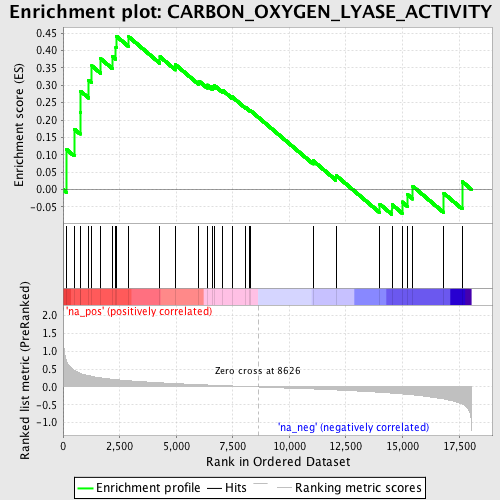 Enrichment plot: CARBON_OXYGEN_LYASE_ACTIVITY
Enrichment score (ES)
0.45
0.40
0.35
0.30
0.25
0.20
0.15
0.10
0.05
0.00
-0.05
'na_pos' (positively correlated)
Ranked list metric (PreRanked)
2.0
1.5
1.0
0.5
0.0
-0.5
-1.0
Zero cross at 8626
'na_neg' (negatively correlated)
0 2,500 5,000 7,500 10,000 12,500 15,000 17,500
Rank in Ordered Dataset
Enrichment profile Hits Ranking metric scores